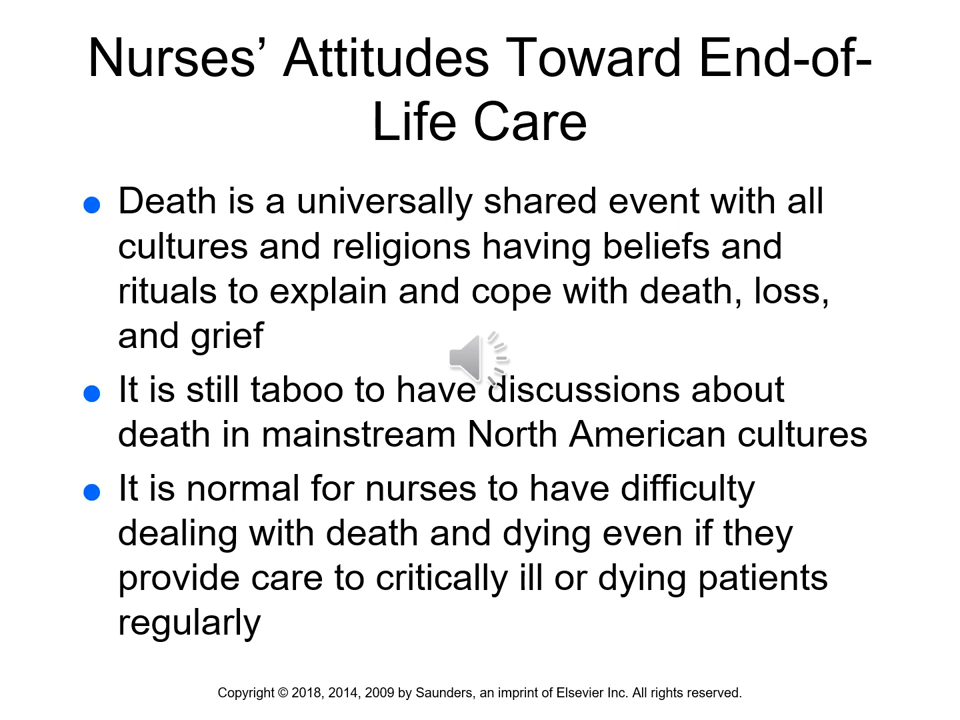 Nurses’ Attitudes Toward End-of-
Life Care
Death is a universally shared event with all
cultures and religions having beliefs and
rituals to explain and cope with death, loss,
and grief
It is still taboo to have discussions about
death in mainstream North American cultures
It is normal for nurses to have difficulty
dealing with death and dying even if they
provide care to critically ill or dying patients
regularly
Copyright © 2018, 2014, 2009 by Saunders, an imprint of Elsevier Inc. All rights reserved.